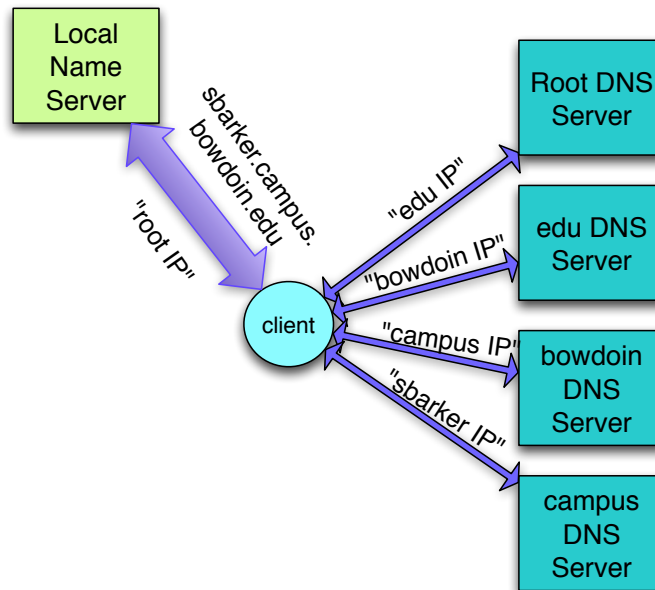 Local
Name
Server
sbarker.campus.
bowdoin.edu
"root IP"
client
"edu IP"
"bowdoin IP"
"campus IP"
"sbarker IP"
Root DNS
Server
edu DNS
Server
bowdoin
DNS
Server
campus
DNS
Server